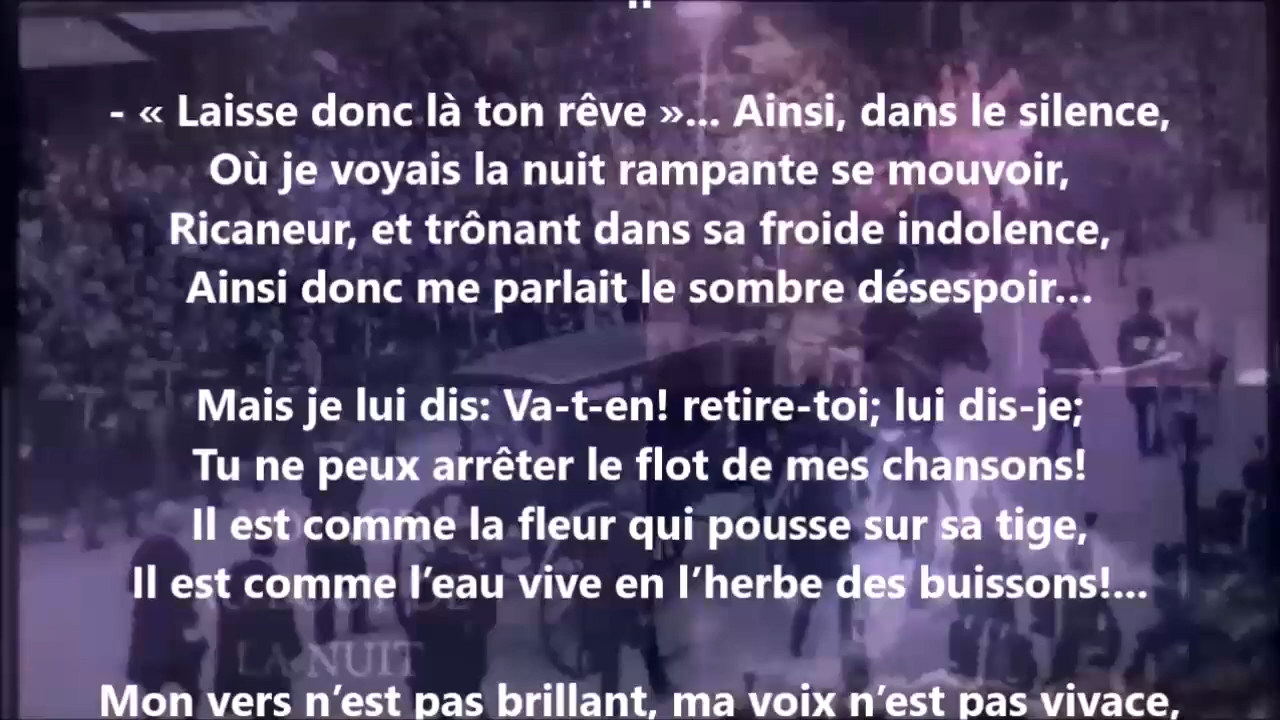 - « Laisse donc là ton rêve »... Ainsi, dans le silence,
Où je voyais la nuit rampante se mouvoir,
Ricaneur, et trônant dans sa froide indolence,
Ainsi donc me parlait le sombre désespoir...
Mais je lui dis: Va-t-en! retire-toi; lui dis-je;
Tu ne peux arrêter le flot de mes chansons!
Il est comme la fleur qui pousse sur sa tige,
Il est comme l’eau vive en l’herbe des buissons!...
LA NUIT
Mon vers n’est pas brillant, ma voix n’est pas vivace,